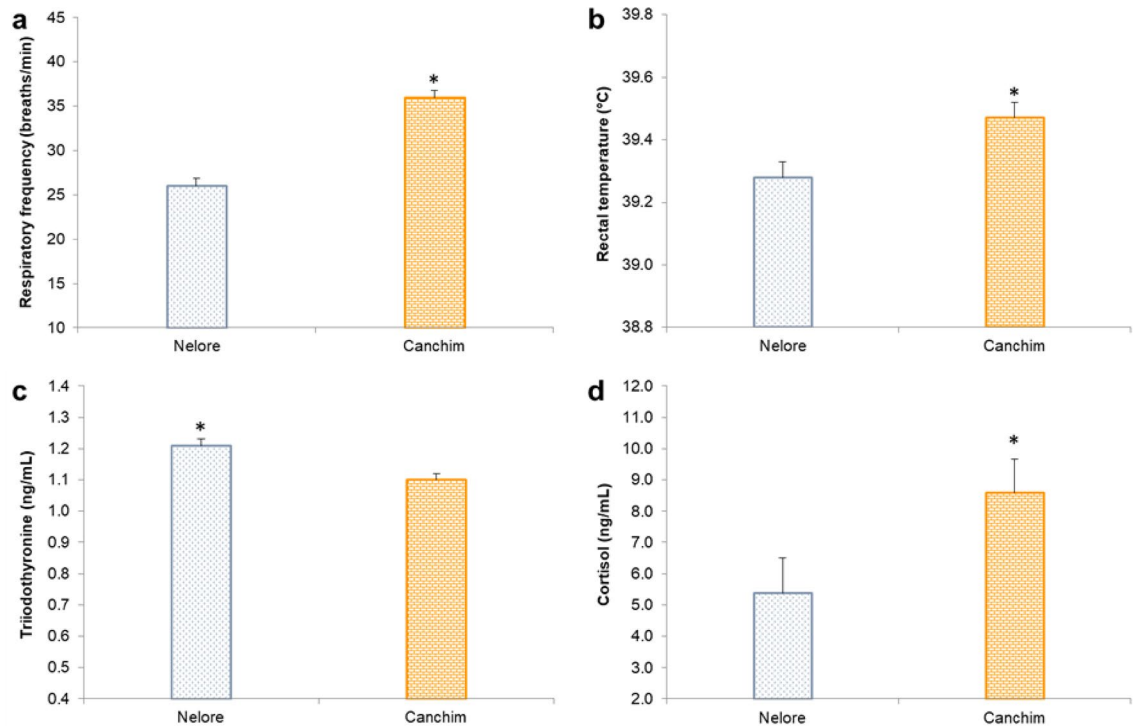 a
Respiratory frequency (breaths/min)
45
40
35
30
25
20
15
10
*
Nelore
Canchim
b
Rectal temperature (°C)
39.8
39.6
39.4
39.2
39.0
38.8
*
Nelore
Canchim
c
Triiodothyronine (ng/mL)
1.4
1.3
1.2
1.1
1.0
0.9
0.8
0.7
0.6
0.5
0.4
*
Nelore
Canchim
d
Cortisol (ng/mL)
12.0
11.0
10.0
9.0
8.0
7.0
6.0
5.0
4.0
3.0
2.0
*
Nelore
Canchim